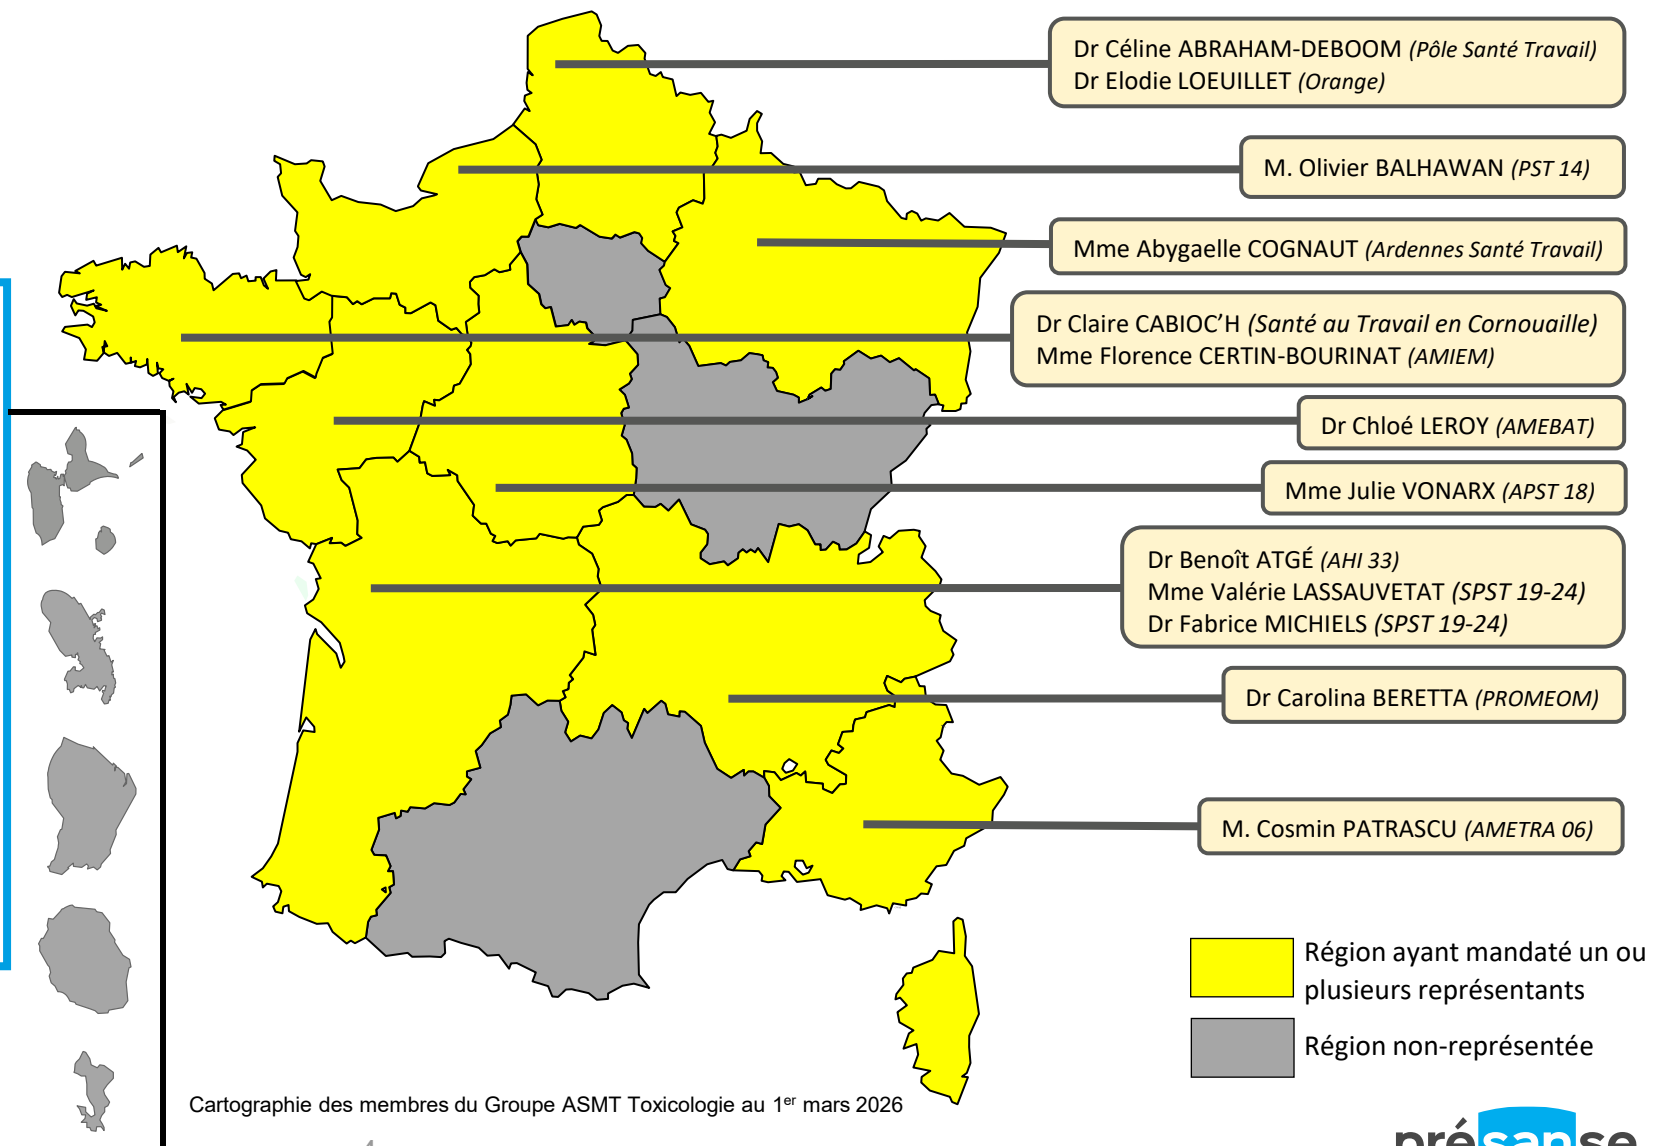 Dr Céline ABRAHAM-DEBOOM (Pôle Santé Travail)
Dr Elodie LOEUILLET (Orange)
M. Olivier BALHAWAN (PST 14)
Mme Abygaelle COGNAUT (Ardennes Santé Travail)
Dr Claire CABIOC’H (Santé au Travail en Cornouaille)
Mme Florence CERTIN-BOURINAT (AMIEM)
Dr Chloé LEROY (AMEBAT)
Mme Julie VONARX (APST 18)
Dr Benoît ATGÉ (AHI 33)
Mme Valérie LASSAUVETAT (SPST 19-24)
Dr Fabrice MICHIELS (SPST 19-24)
Dr Carolina BERETTA (PROMEOM)
M. Cosmin PATRASCU (AMETRA 06)
Région ayant mandaté un ou
plusieurs représentants
Région non-représentée
Cartographie des membres du Groupe ASMT Toxicologie au 1er mars 2026
présanse